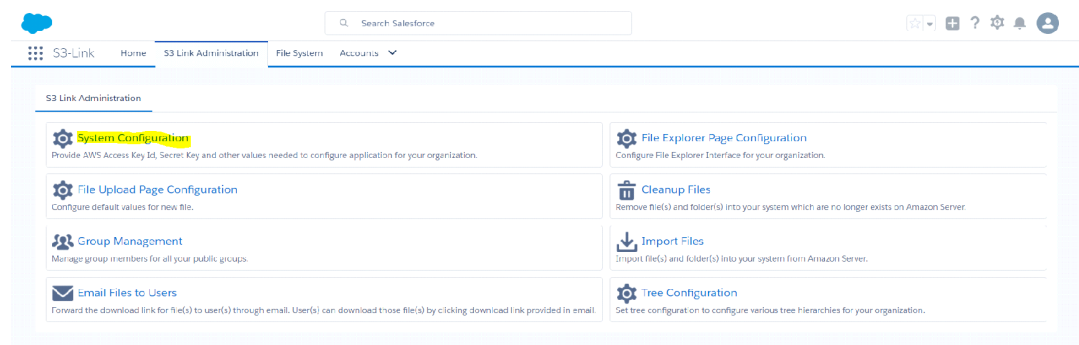 Search Salesforce
S3-Link Home S3 Link Administration File System Accounts
S3 Link Administration
System Configuration
Provide AWS Access Key Id, Secret Key and other values needed to configure application for your organization.
File Explorer Page Configuration
Configure File Explorer Interface for your organization.
File Upload Page Configuration
Configure default values for new file.
Cleanup Files
Remove file(s) and folder(s) into your system which are no longer exists on Amazon Server.
Group Management
Manage group members for all your public groups.
Import Files
Import file(s) and folder(s) into your system from Amazon Server.
Email Files to Users
Forward the download link for file(s) to user(s) through email. User(s) can download those file(s) by clicking download link provided in email.
Tree Configuration
Set tree configuration to configure various tree hierarchies for your organization.